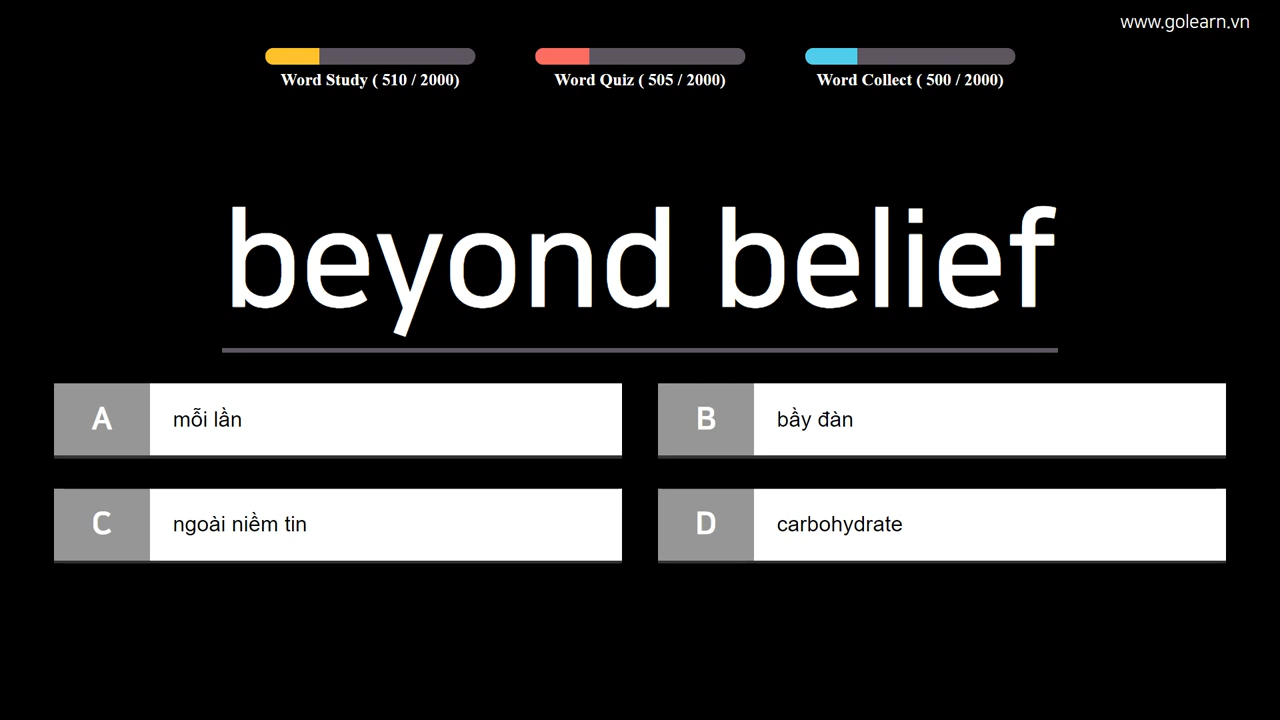 www.golearn.vn
Word Study ( 510 / 2000)
Word Quiz ( 505 / 2000)
Word Collect ( 500 / 2000)
beyond belief
A mỗi lần
B bầy đàn
C ngoài niềm tin
D carbohydrate